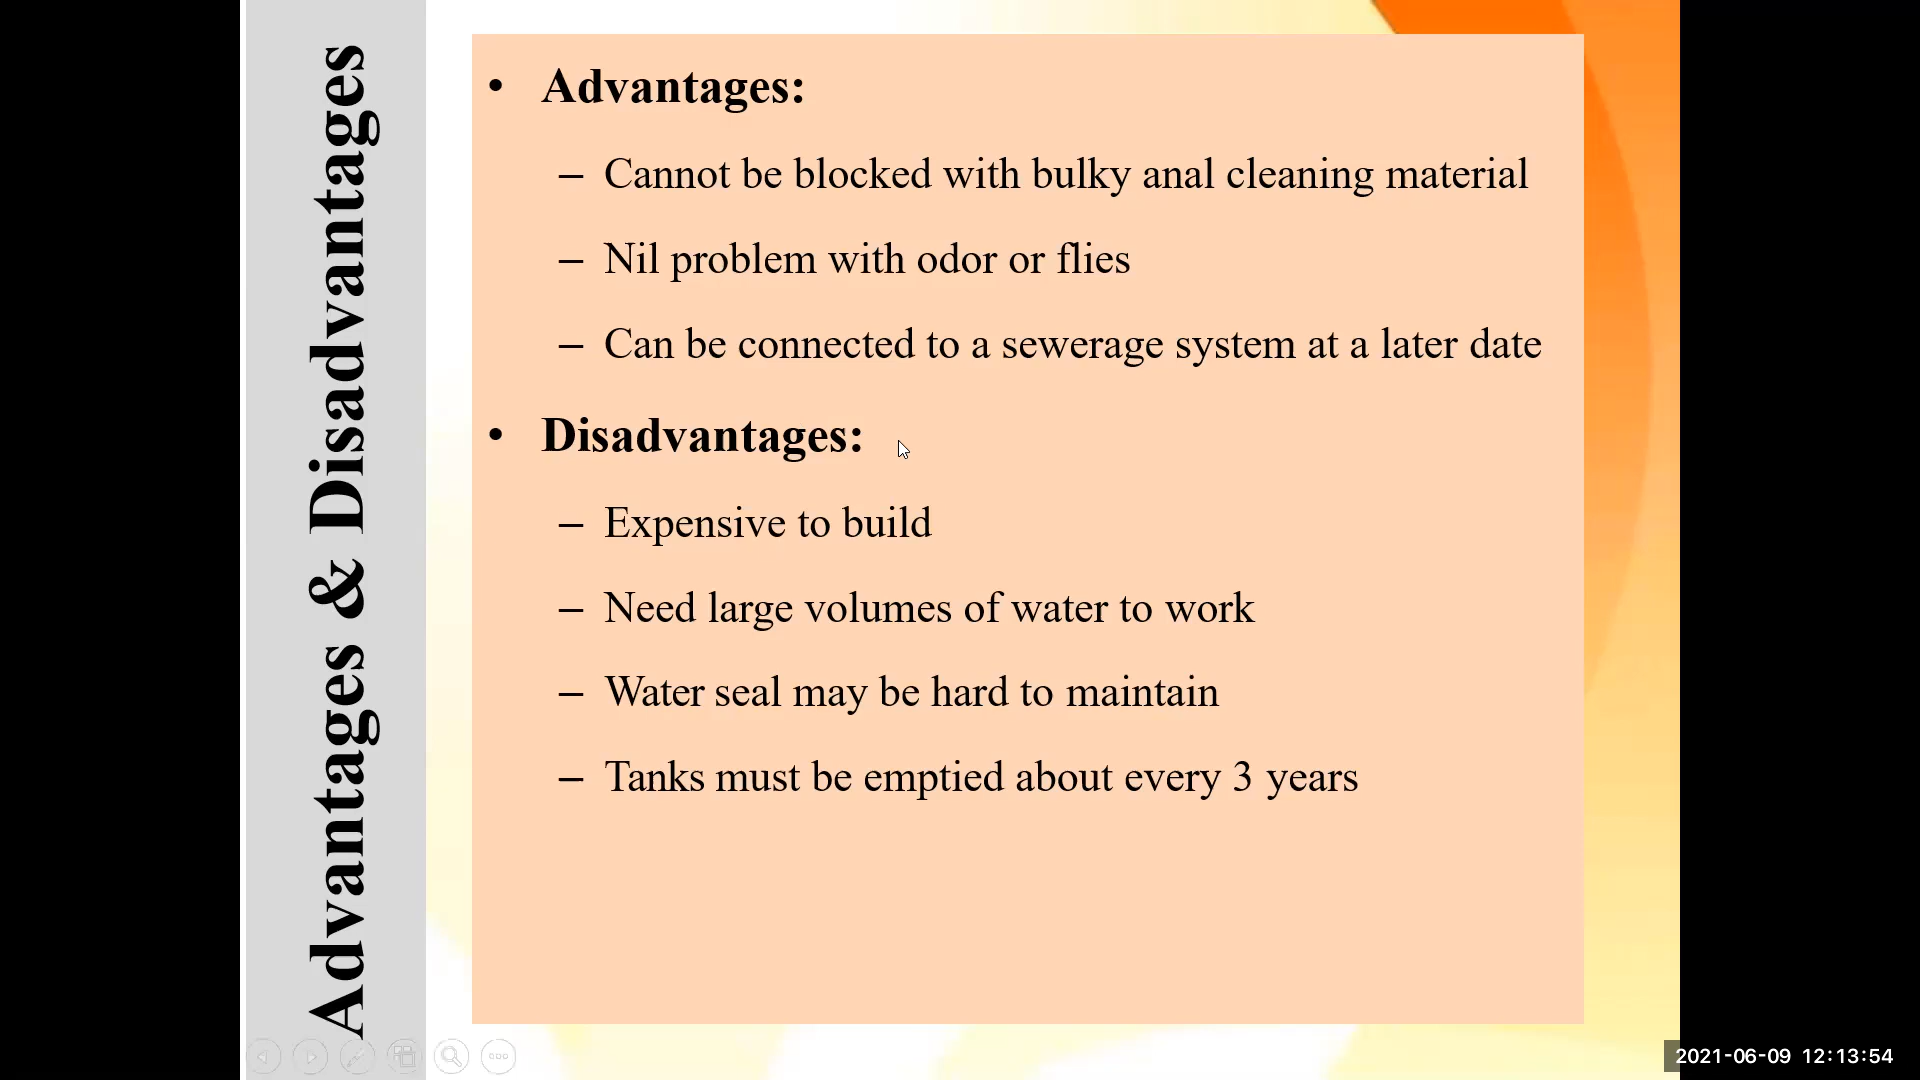 Advantages & Disadvantages
• Advantages:
– Cannot be blocked with bulky anal cleaning material
– Nil problem with odor or flies
– Can be connected to a sewerage system at a later date
• Disadvantages:
– Expensive to build
– Need large volumes of water to work
– Water seal may be hard to maintain
– Tanks must be emptied about every 3 years
2021-06-09 12:13:54